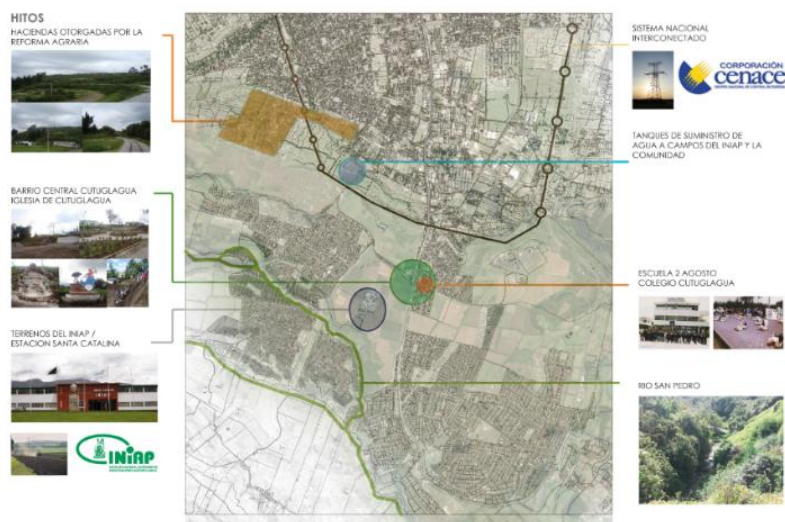 HITOS
HACIENDAS OTORGADAS POR LA
REFORMA AGRARIA
BARRIO CENTRAL CUTUGLAGUA
IGLESIA DE CUTUGLAGUA
TERRENOS DEL INIAP /
ESTACION SANTA CATALINA
INIAP
SISTEMA NACIONAL
INTERCONECTADO
CORPORACIÓN
cenace
TANQUES DE SUMINISTRO DE
AGUA A CAMPOS DEL INIAP Y LA
COMUNIDAD
ESCUELA 2 AGOSTO
COLEGIO CUTUGLAGUA
RIO SAN PEDRO